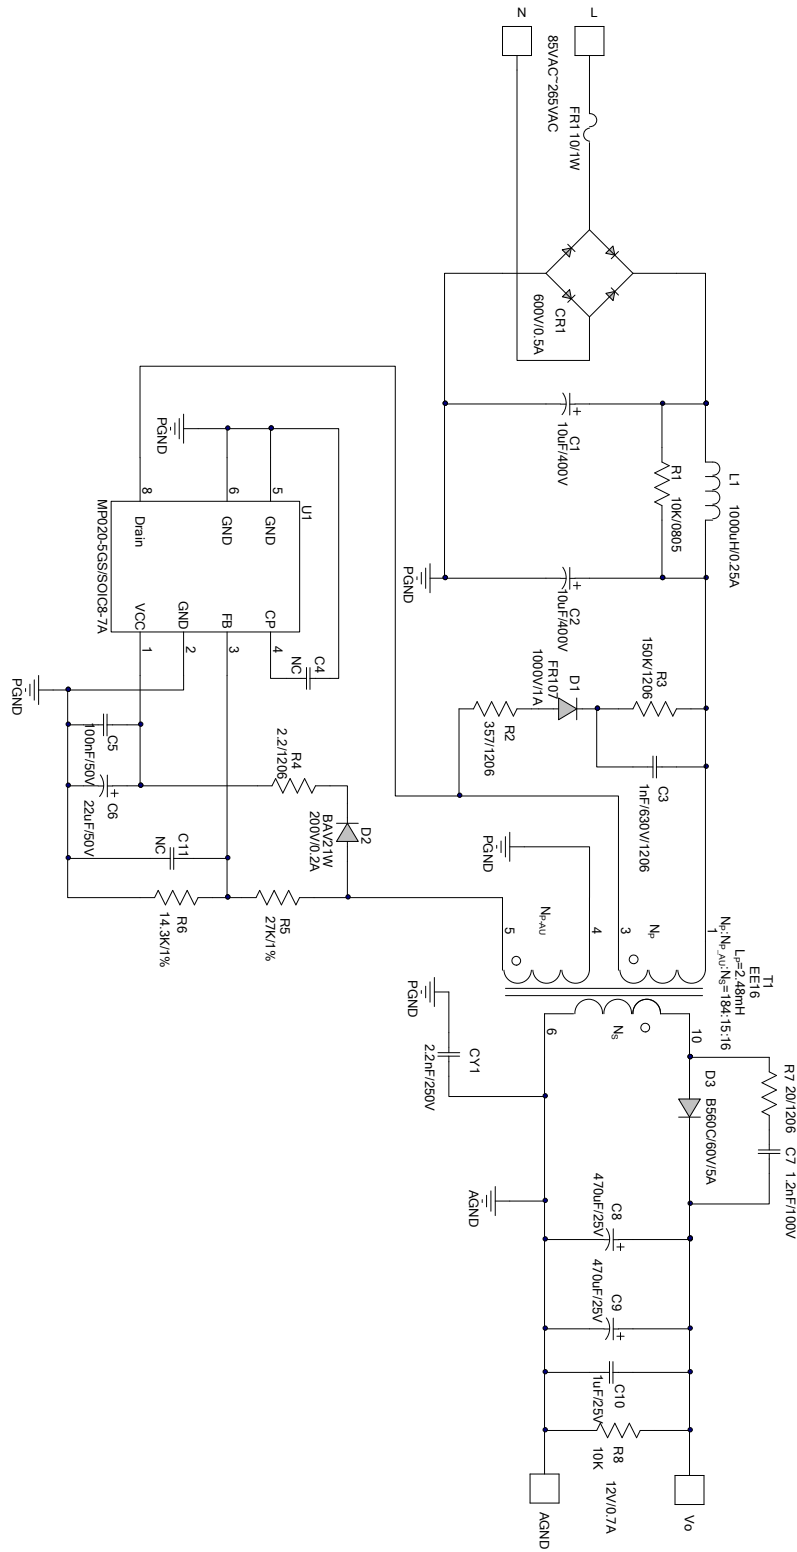 L
N
85VAC~265VAC
FR1 10/1W
CR1
600V/0.5A
C1
10uF/400V
L1 1000uH/0.25A
R1 10K/0805
C2
10uF/400V
PGND
R3
150K/1206
C3
1nF/630V/1206
D1
FR107
1000V/1A
R2
357/1206
T1
EE16
LP=2.48mH
NP:NP_AU:NS=184:15:16
1
NP
3
4
NP-AU
5
PGND
10
NS
6
R7 20/1206
C7 1.2nF/100V
D3 B560C/60V/5A
CY1
2.2nF/250V
PGND
AGND
C8
470uF/25V
C9
470uF/25V
C10
1uF/25V
R8
10K
12V/0.7A
Vo
AGND
PGND
U1
MP020-5GS/SOIC8-7A
5
GND
6
GND
8
Drain
CP
4
FB
3
GND
2
VCC
1
C4
NC
PGND
C5
100nF/50V
C6
22uF/50V
R4
2.2/1206
D2
BAV21W
200V/0.2A
C11
NC
R5
27K/1%
R6
14.3K/1%